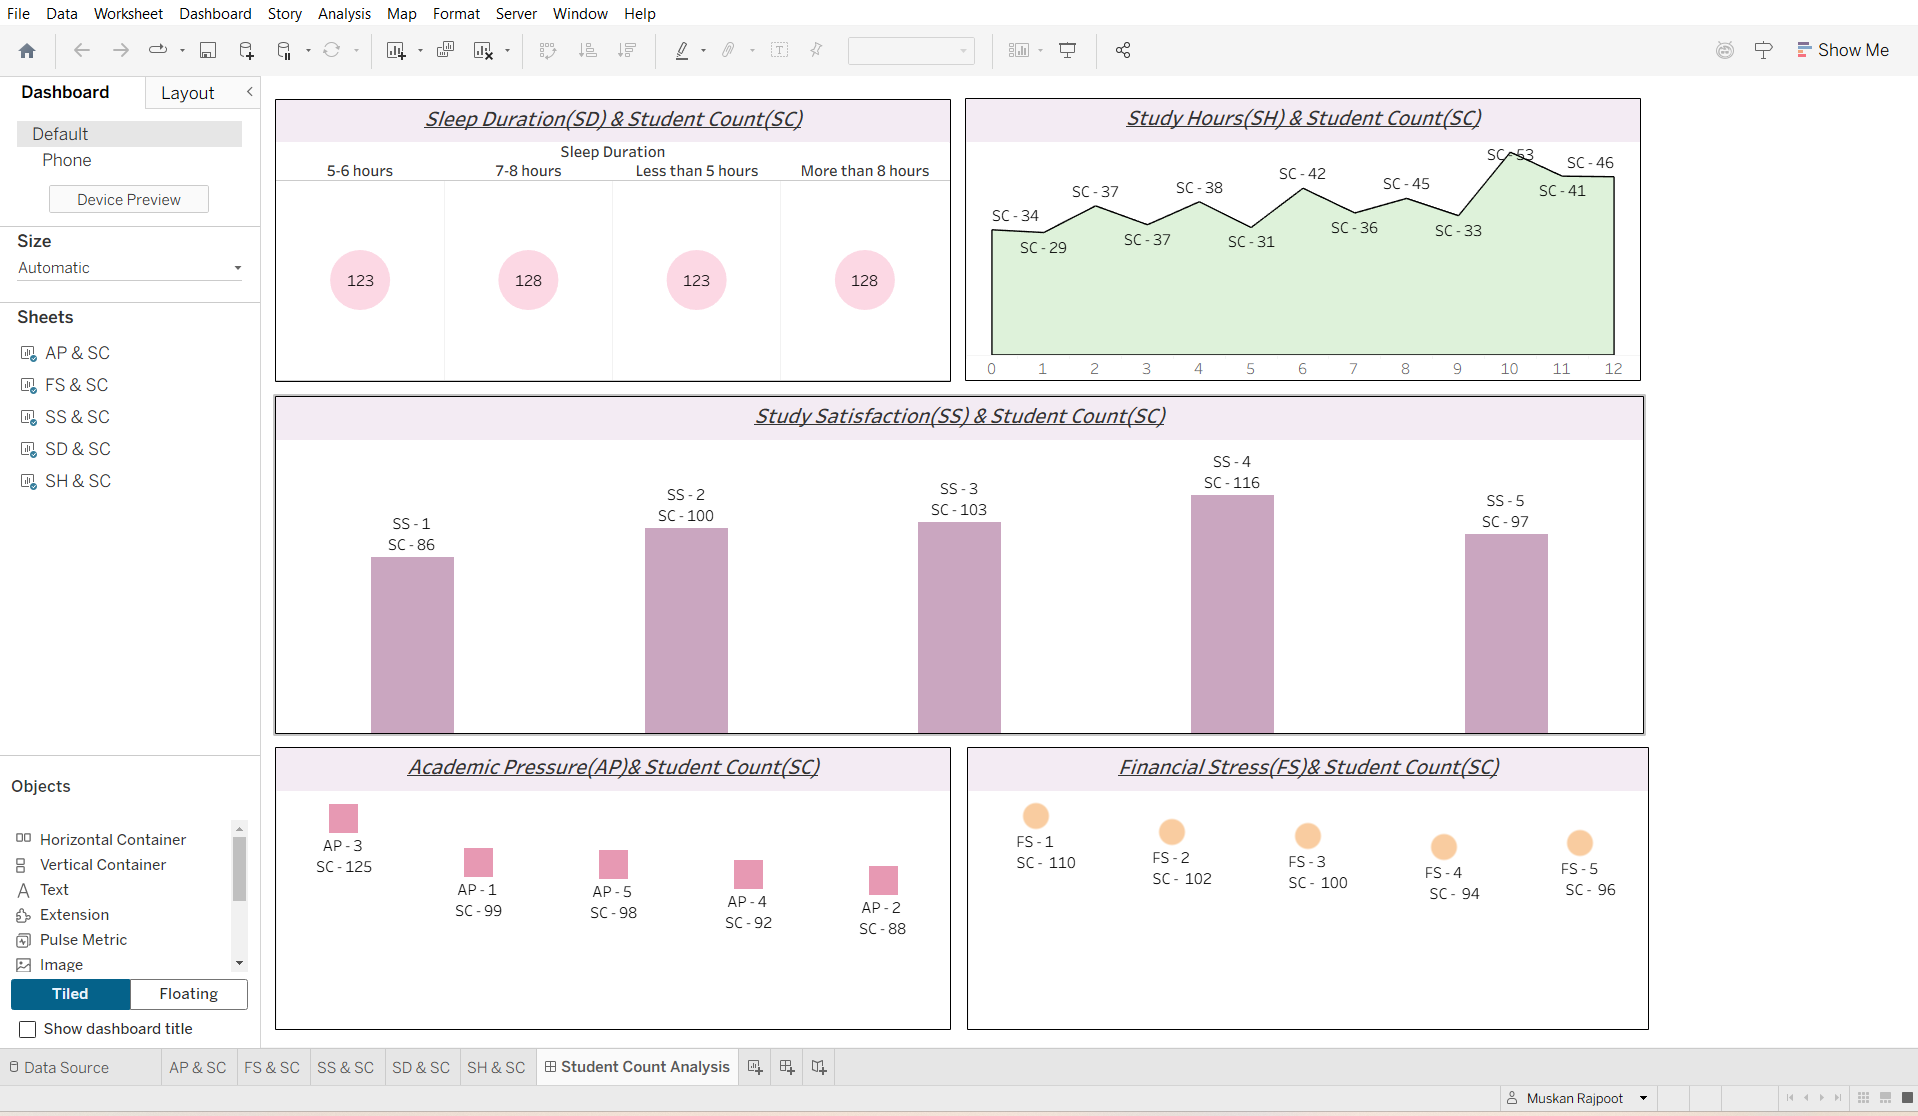 File Data Worksheet Dashboard Story Analysis Map Format Server Window Help
Show Me
Dashboard Layout
Default
Phone
Device Preview
Size
Automatic
Sheets
AP & SC
FS & SC
SS & SC
SD & SC
SH & SC
Objects
Horizontal Container
Vertical Container
Text
Extension
Pulse Metric
Image
Tiled Floating
Show dashboard title
Sleep Duration(SD) & Student Count(SC)
Sleep Duration
5-6 hours 7-8 hours Less than 5 hours More than 8 hours
123 128 123 128
Study Hours(SH) & Student Count(SC)
SC - 34
SC - 29
SC - 37
SC - 37
SC - 38
SC - 31
SC - 42
SC - 36
SC - 45
SC - 33
SC - 53
SC - 41
SC - 46
0 1 2 3 4 5 6 7 8 9 10 11 12
Study Satisfaction(SS) & Student Count(SC)
SS - 1
SC - 86
SS - 2
SC - 100
SS - 3
SC - 103
SS - 4
SC - 116
SS - 5
SC - 97
Academic Pressure(AP)& Student Count(SC)
AP - 3
SC - 125
AP - 1
SC - 99
AP - 5
SC - 98
AP - 4
SC - 92
AP - 2
SC - 88
Financial Stress(FS)& Student Count(SC)
FS - 1
SC - 110
FS - 2
SC - 102
FS - 3
SC - 100
FS - 4
SC - 94
FS - 5
SC - 96
Data Source AP & SC FS & SC SS & SC SD & SC SH & SC Student Count Analysis
Muskan Rajpoot